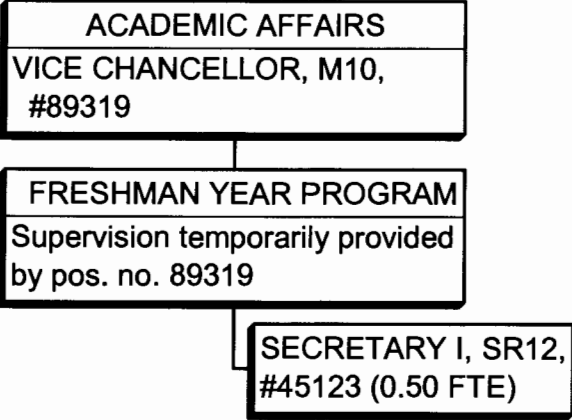 ACADEMIC AFFAIRS
VICE CHANCELLOR, M10,
#89319
FRESHMAN YEAR PROGRAM
Supervision temporarily provided
by pos. no. 89319
SECRETARY I, SR12,
#45123 (0.50 FTE)